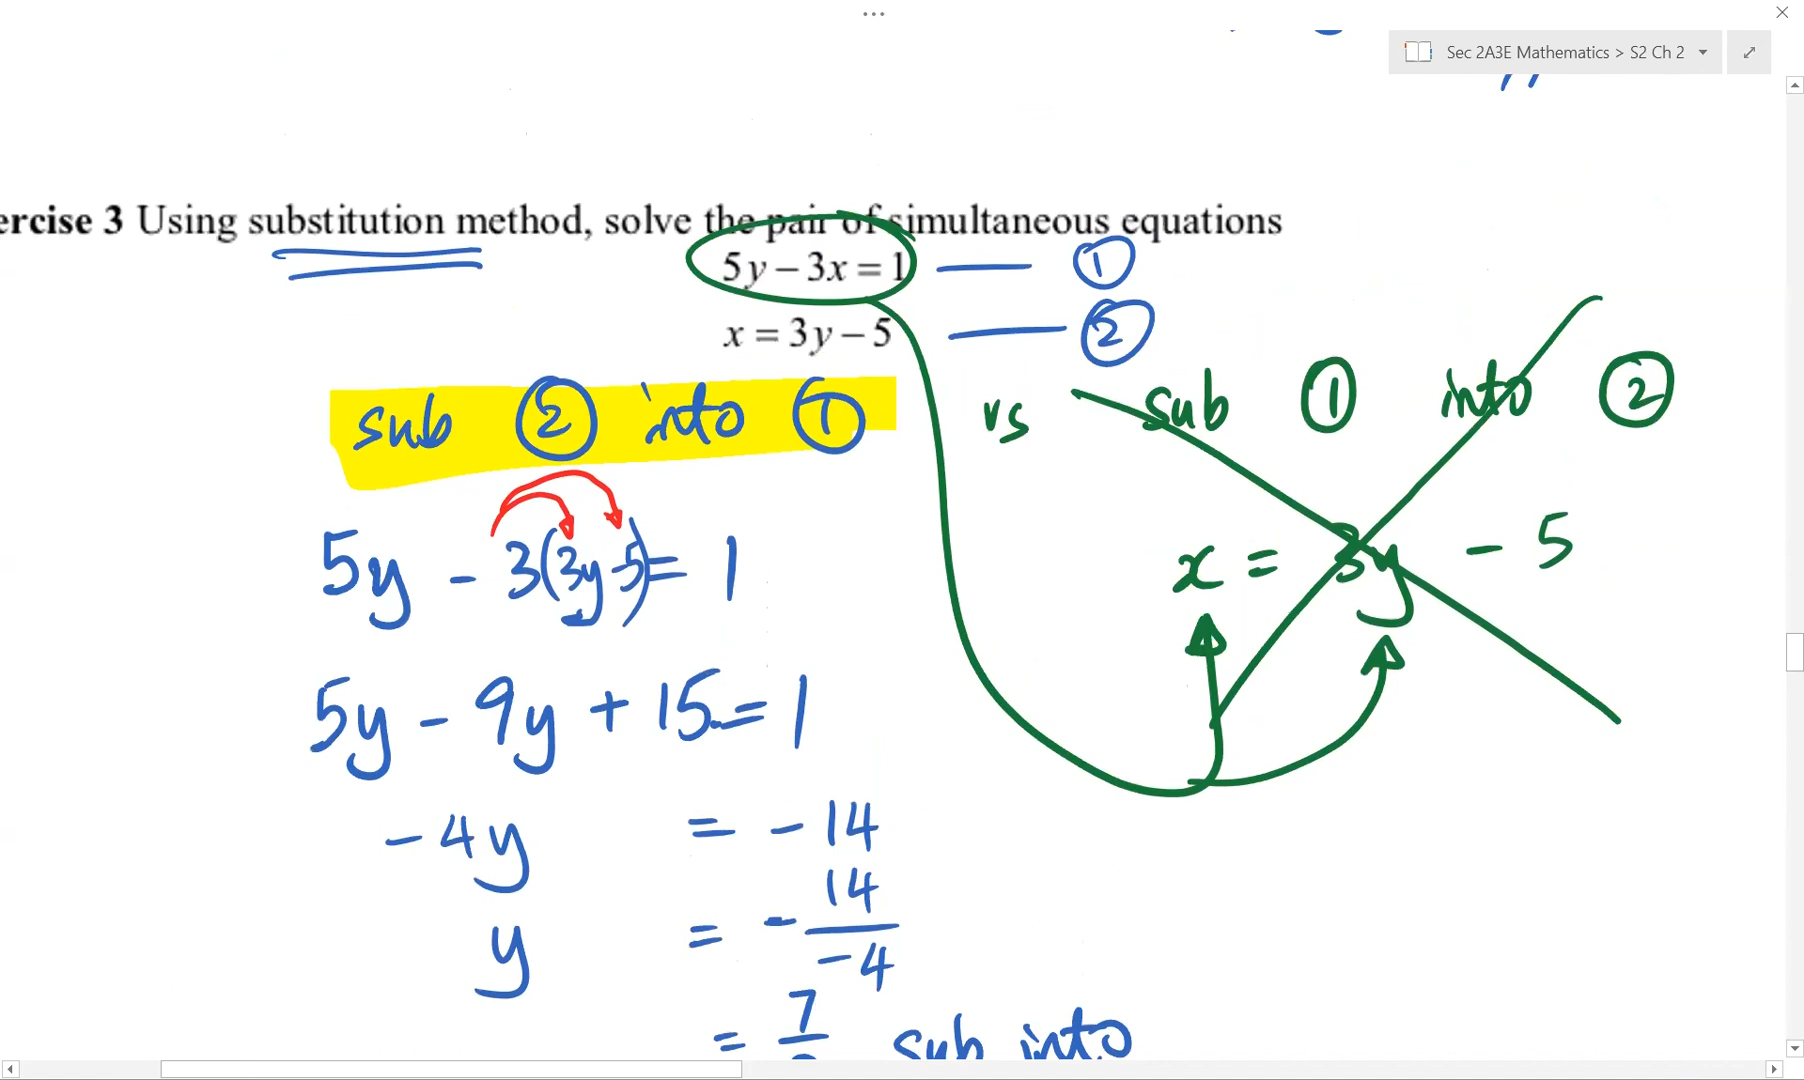 Sec 2A3E Mathematics > S2 Ch 2
ercise 3 Using substitution method, solve the pair of simultaneous equations
5y − 3x = 1 —— ①
x = 3y − 5 —— ②
sub ② into ① vs sub ① into ②
5y - 3(3y-5) = 1
x = 3y - 5
5y - 9y + 15 = 1
-4y = -14
y = - 14 / -4
= 7 sub into